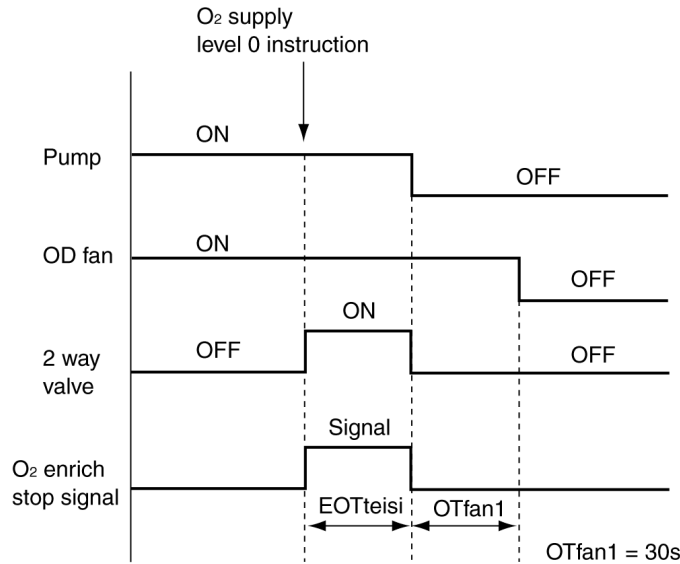 O₂ supply
level 0 instruction
ON
Pump
OFF
ON
OD fan
OFF
ON
OFF
OFF
2 way
valve
Signal
O₂ enrich
stop signal
EOTteisi
OTfan1
OTfan1 = 30s